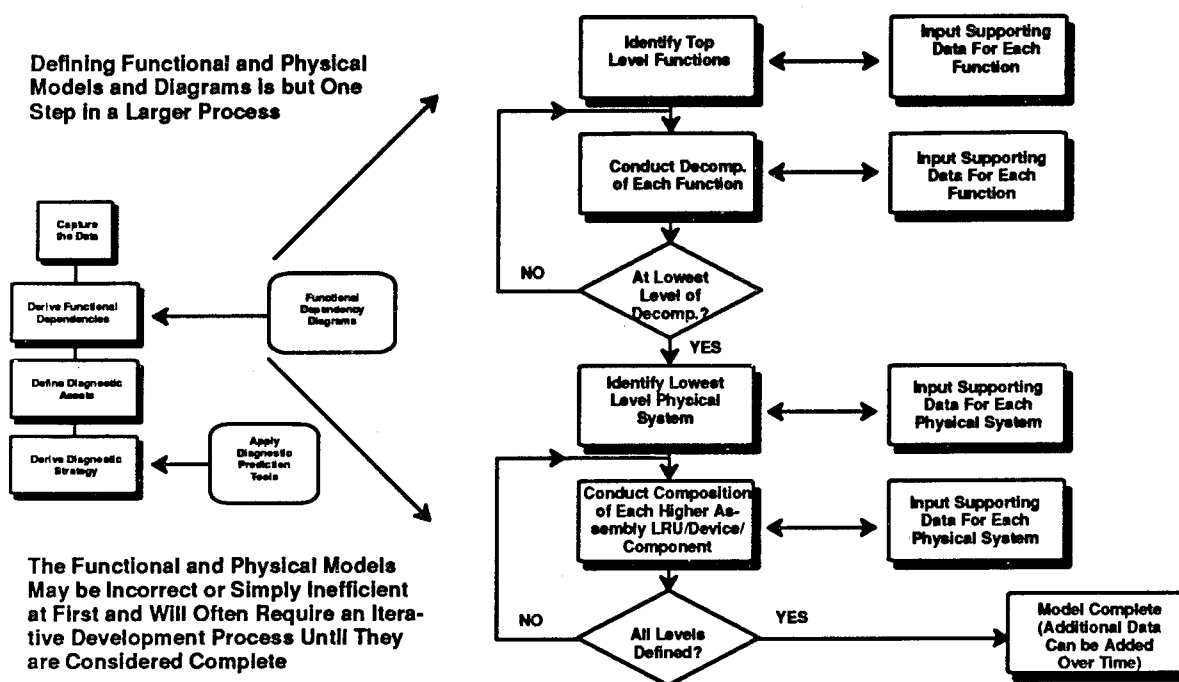 Defining Functional and Physical
Models and Diagrams is but One
Step in a Larger Process
Capture
the Data
Derive Functional
Dependencies
Define Diagnostic
Assets
Derive Diagnostic
Strategy
Functional
Dependency
Diagrams
Apply
Diagnostic
Prediction
Tools
The Functional and Physical Models
May be Incorrect or Simply Inefficient
at First and Will Often Require an Itera-
tive Development Process Until They
are Considered Complete
Identify Top
Level Functions
Input Supporting
Data For Each
Function
Conduct Decomp.
of Each Function
Input Supporting
Data For Each
Function
NO
At Lowest
Level of
Decomp.?
YES
Identify Lowest
Level Physical
System
Input Supporting
Data For Each
Physical System
Conduct Composition
of Each Higher As-
sembly LRU/Device/
Component
Input Supporting
Data For Each
Physical System
NO
All Levels
Defined?
YES
Model Complete
(Additional Data
Can be Added
Over Time)